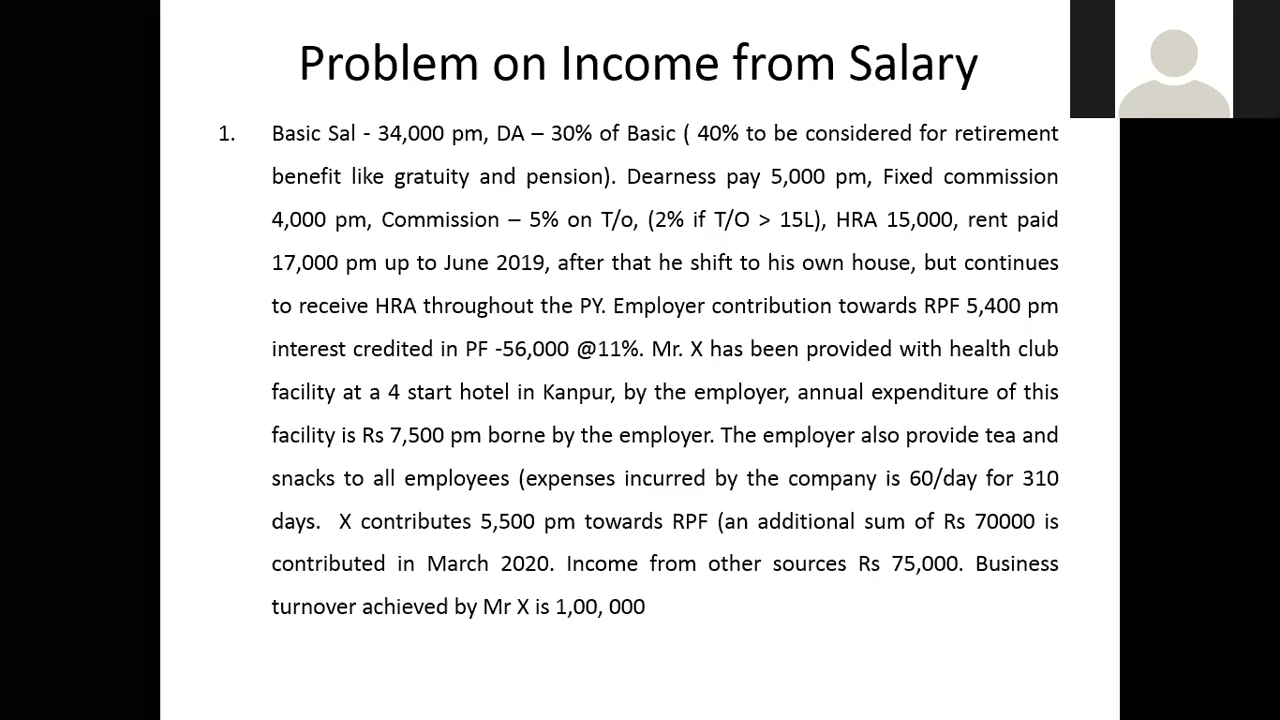 Problem on Income from Salary
1. Basic Sal - 34,000 pm, DA – 30% of Basic ( 40% to be considered for retirement
benefit like gratuity and pension). Dearness pay 5,000 pm, Fixed commission
4,000 pm, Commission – 5% on T/o, (2% if T/O > 15L), HRA 15,000, rent paid
17,000 pm up to June 2019, after that he shift to his own house, but continues
to receive HRA throughout the PY. Employer contribution towards RPF 5,400 pm
interest credited in PF -56,000 @11%. Mr. X has been provided with health club
facility at a 4 start hotel in Kanpur, by the employer, annual expenditure of this
facility is Rs 7,500 pm borne by the employer. The employer also provide tea and
snacks to all employees (expenses incurred by the company is 60/day for 310
days. X contributes 5,500 pm towards RPF (an additional sum of Rs 70000 is
contributed in March 2020. Income from other sources Rs 75,000. Business
turnover achieved by Mr X is 1,00, 000